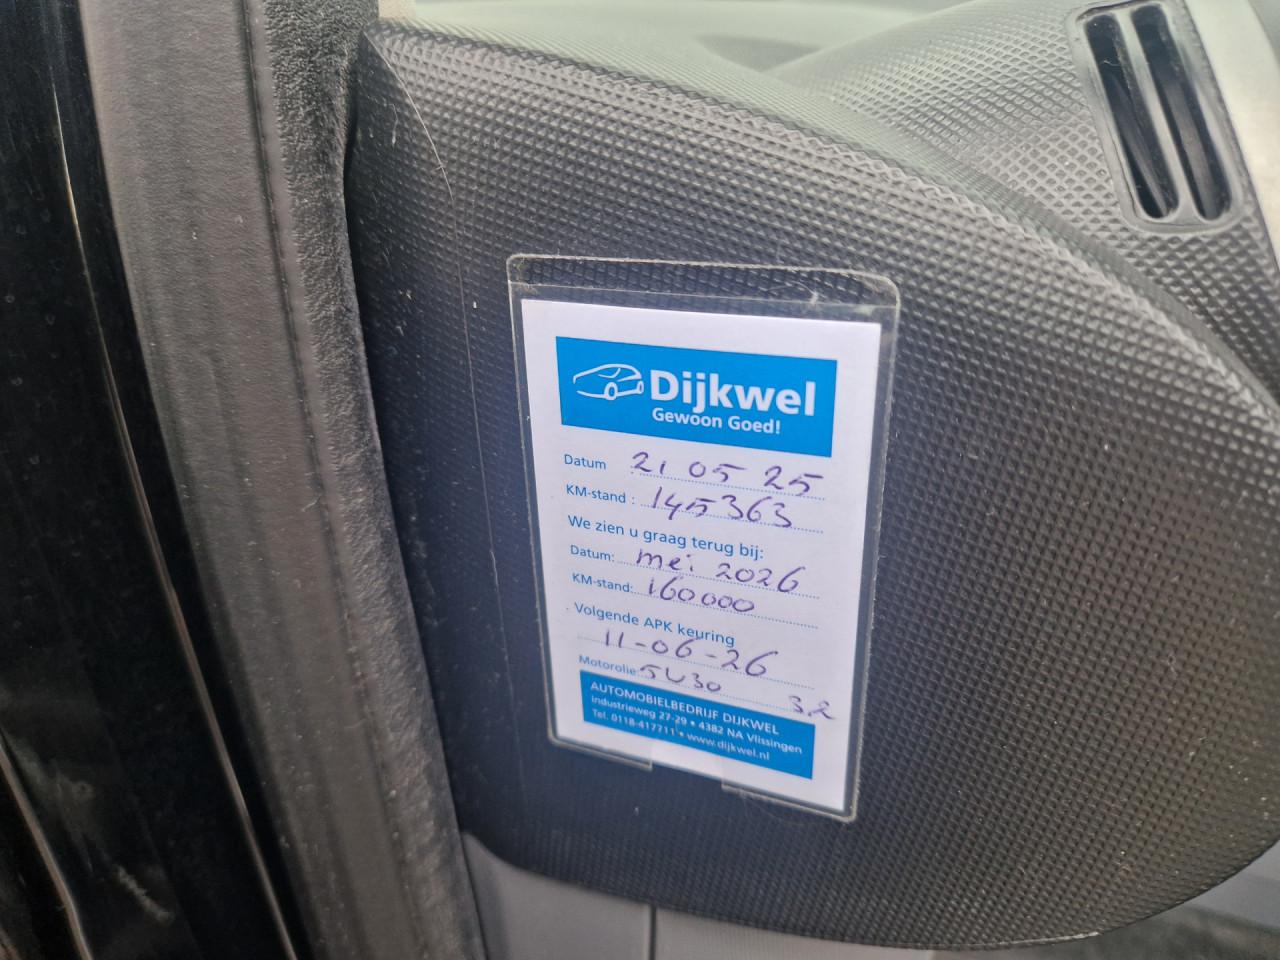 Dijkwel
Gewoon Goed!
Datum 21 05 25
KM-stand : 145363
We zien u graag terug bij:
Datum: mei 2026
KM-stand: 160000
Volgende APK keuring
11-06-26
Motorolie: 5W30 3.2
AUTOMOBIELBEDRIJF DIJKWEL
industrieweg 27-29 • 4382 NA Vlissingen
Tel. 0118-417711 • www.dijkwel.nl